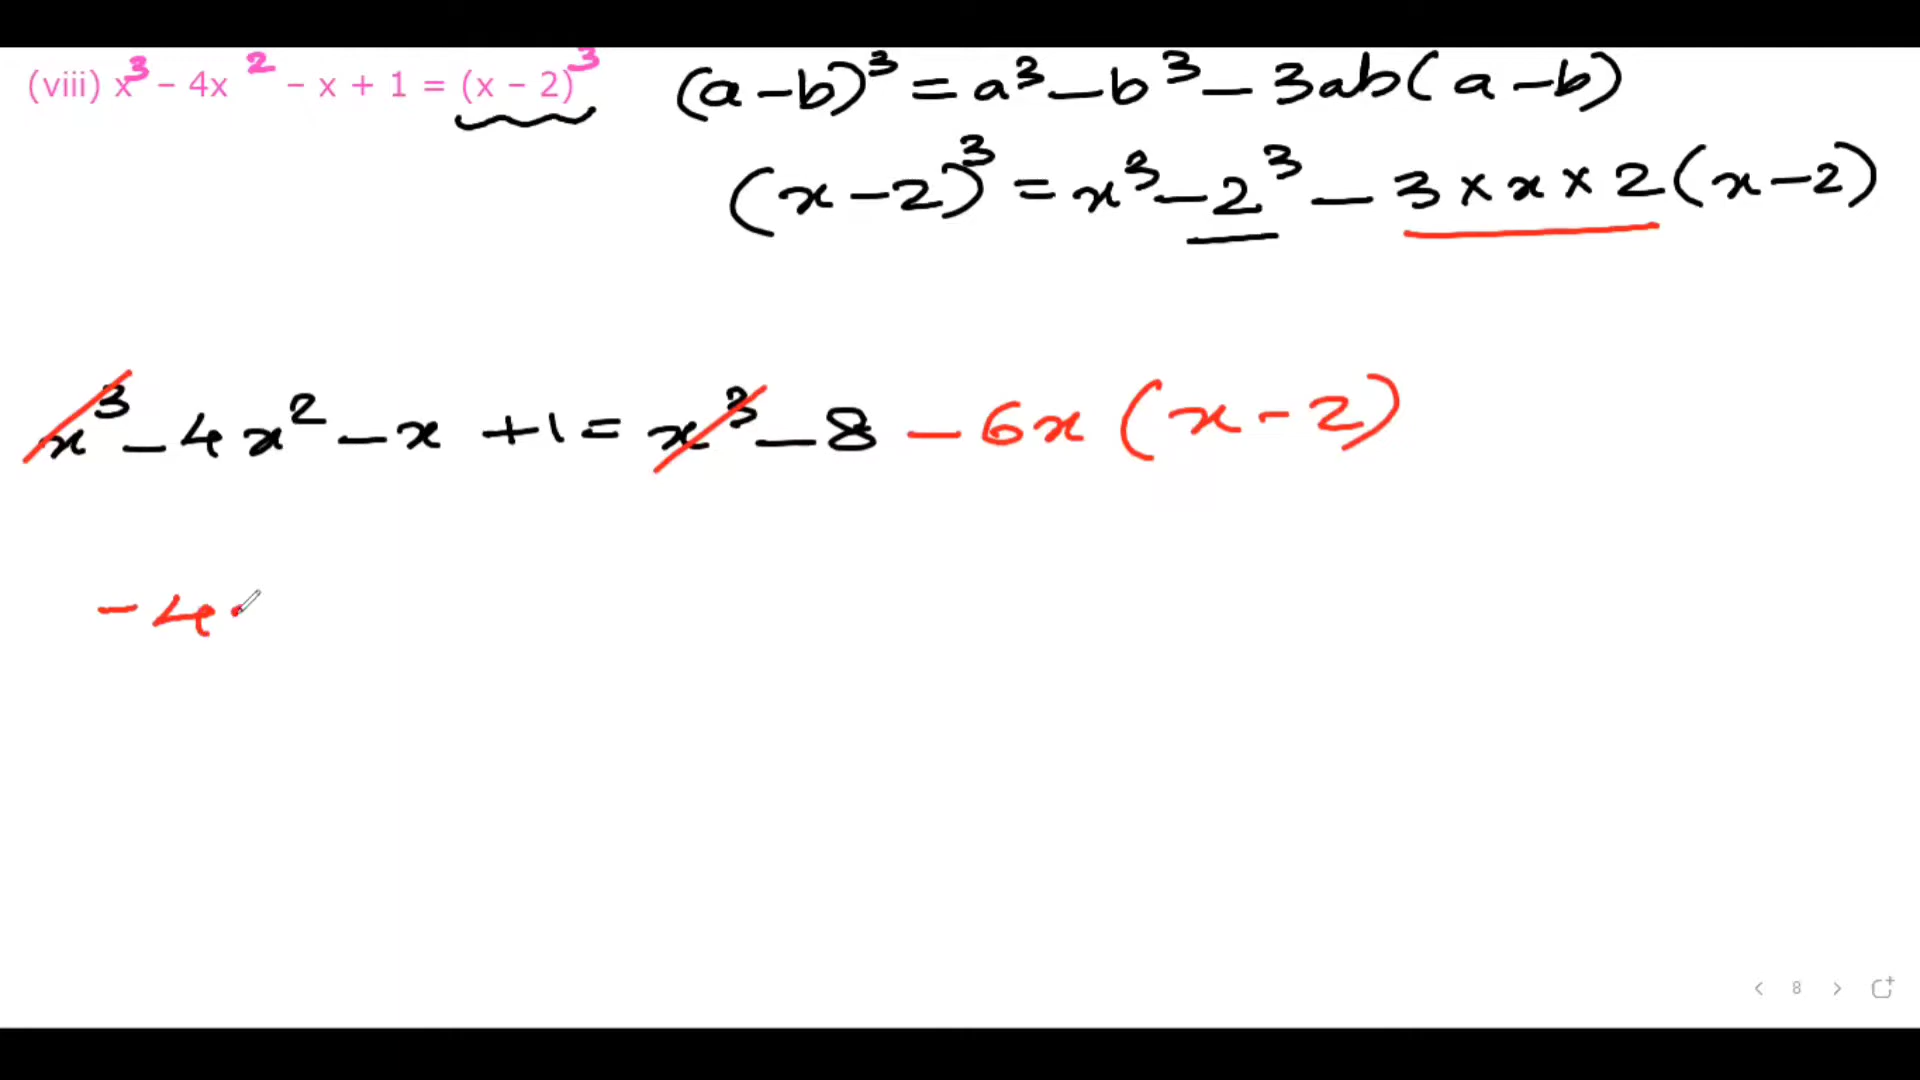 (viii) x³ - 4x² - x + 1 = (x - 2)³
(a-b)³ = a³ - b³ - 3ab(a-b)
(x-2)³ = x³ - 2³ - 3 × x × 2 (x-2)
x³ - 4x² - x + 1 = x³ - 8 - 6x (x-2)
-4
8